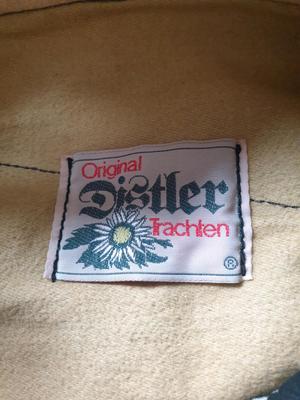 Original
Distler
Trachten
®